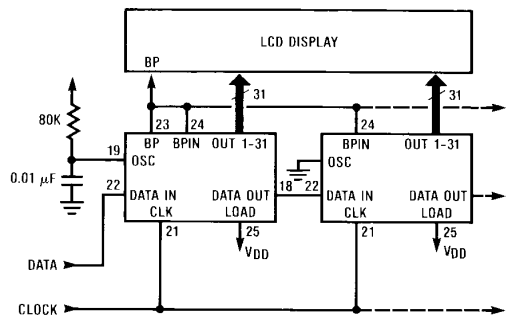 LCD DISPLAY
BP
31
31
80K
23
24
24
BP
BPIN
OUT 1-31
BPIN
OUT 1-31
19
OSC
OSC
0.01 μF
22
DATA IN
DATA OUT
18
22
DATA IN
DATA OUT
CLK
LOAD
CLK
LOAD
21
25
21
25
VDD
VDD
DATA
CLOCK